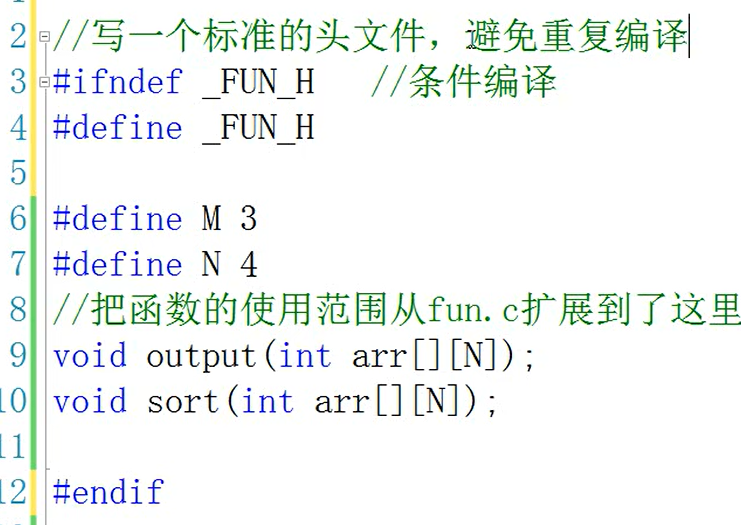 2 //写一个标准的头文件，避免重复编译
3 #ifndef _FUN_H //条件编译
4 #define _FUN_H
5
6 #define M 3
7 #define N 4
8 //把函数的使用范围从fun.c扩展到了这里
9 void output(int arr[][N]);
10 void sort(int arr[][N]);
11
12 #endif